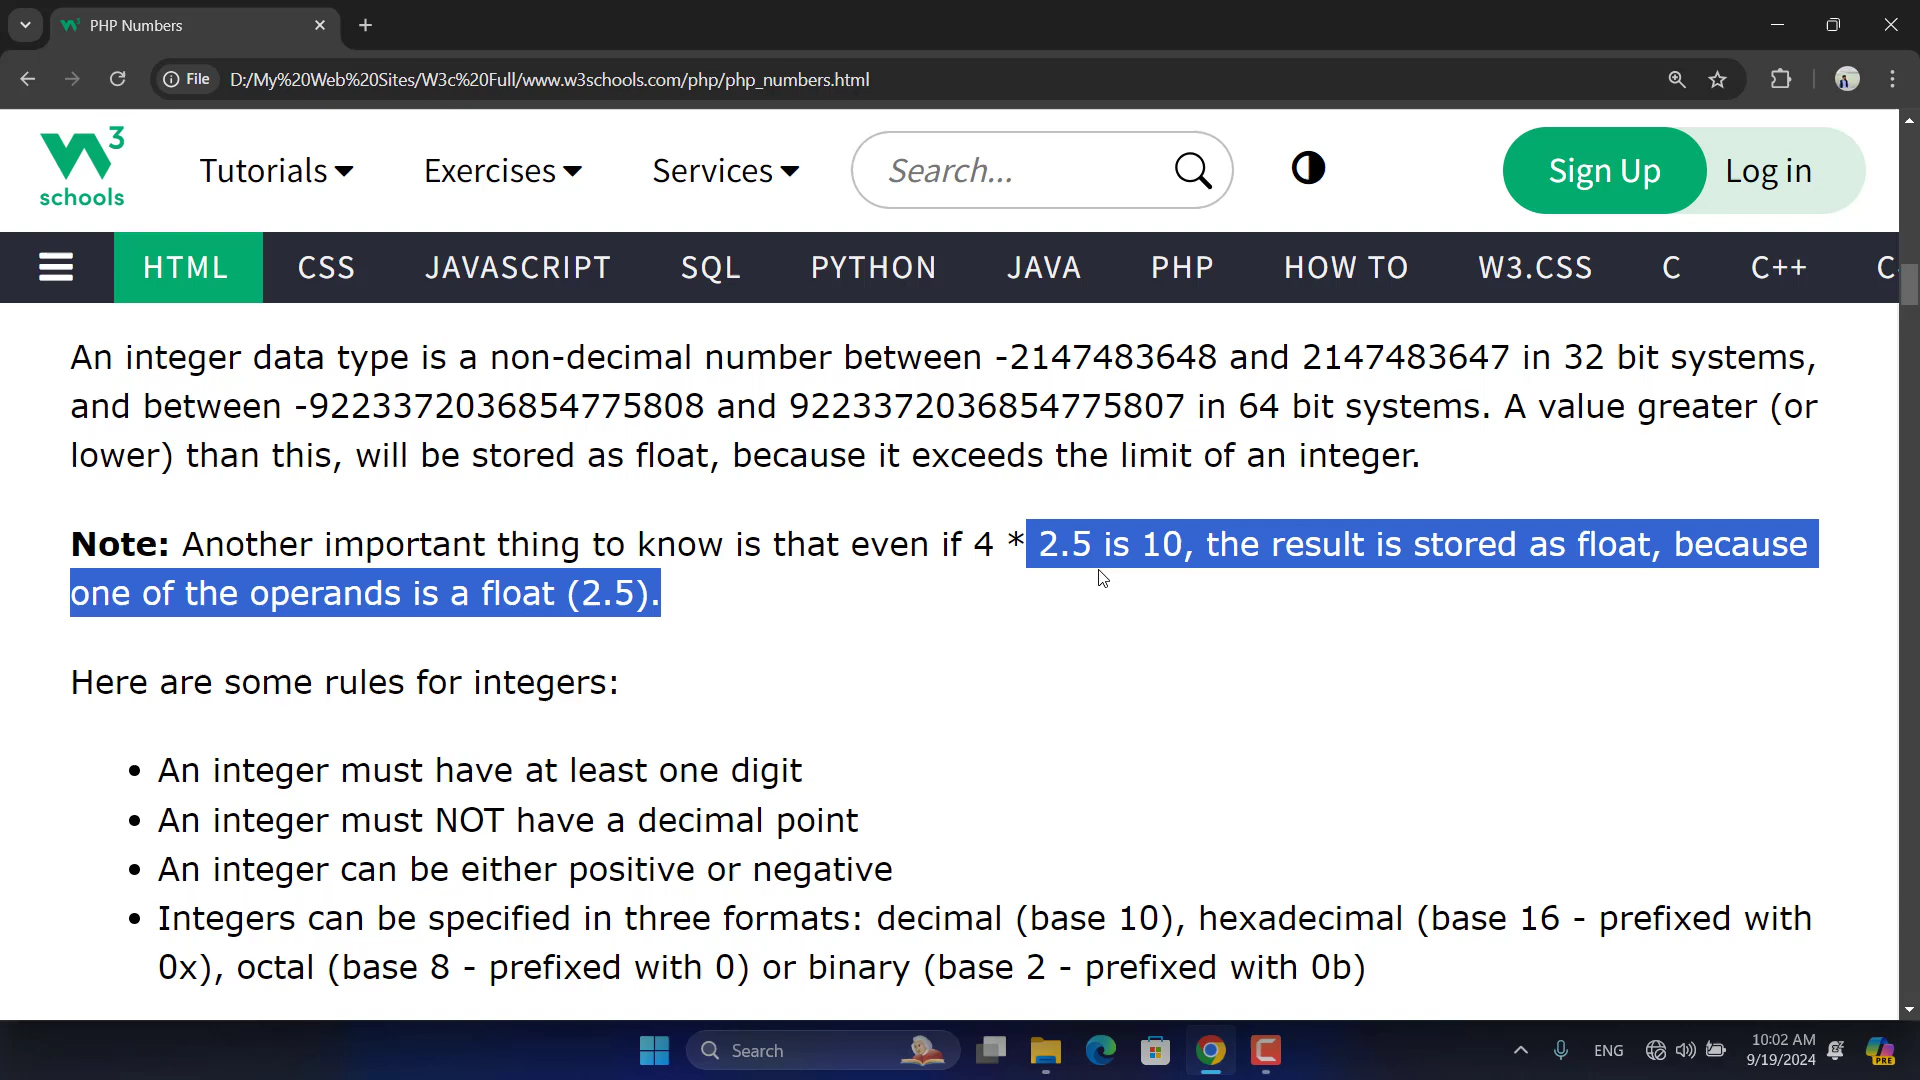 PHP Numbers
File
D:/My%20Web%20Sites/W3c%20Full/www.w3schools.com/php/php_numbers.html
3
schools
Tutorials
Exercises
Services
Search...
Sign Up
Log in
HTML CSS JAVASCRIPT SQL PYTHON JAVA PHP HOW TO W3.CSS C C++ C
An integer data type is a non-decimal number between -2147483648 and 2147483647 in 32 bit systems,
and between -9223372036854775808 and 9223372036854775807 in 64 bit systems. A value greater (or
lower) than this, will be stored as float, because it exceeds the limit of an integer.
Note: Another important thing to know is that even if 4 * 2.5 is 10, the result is stored as float, because
one of the operands is a float (2.5).
Here are some rules for integers:
• An integer must have at least one digit
• An integer must NOT have a decimal point
• An integer can be either positive or negative
• Integers can be specified in three formats: decimal (base 10), hexadecimal (base 16 - prefixed with
0x), octal (base 8 - prefixed with 0) or binary (base 2 - prefixed with 0b)
Search
ENG
10:02 AM
9/19/2024
PRE